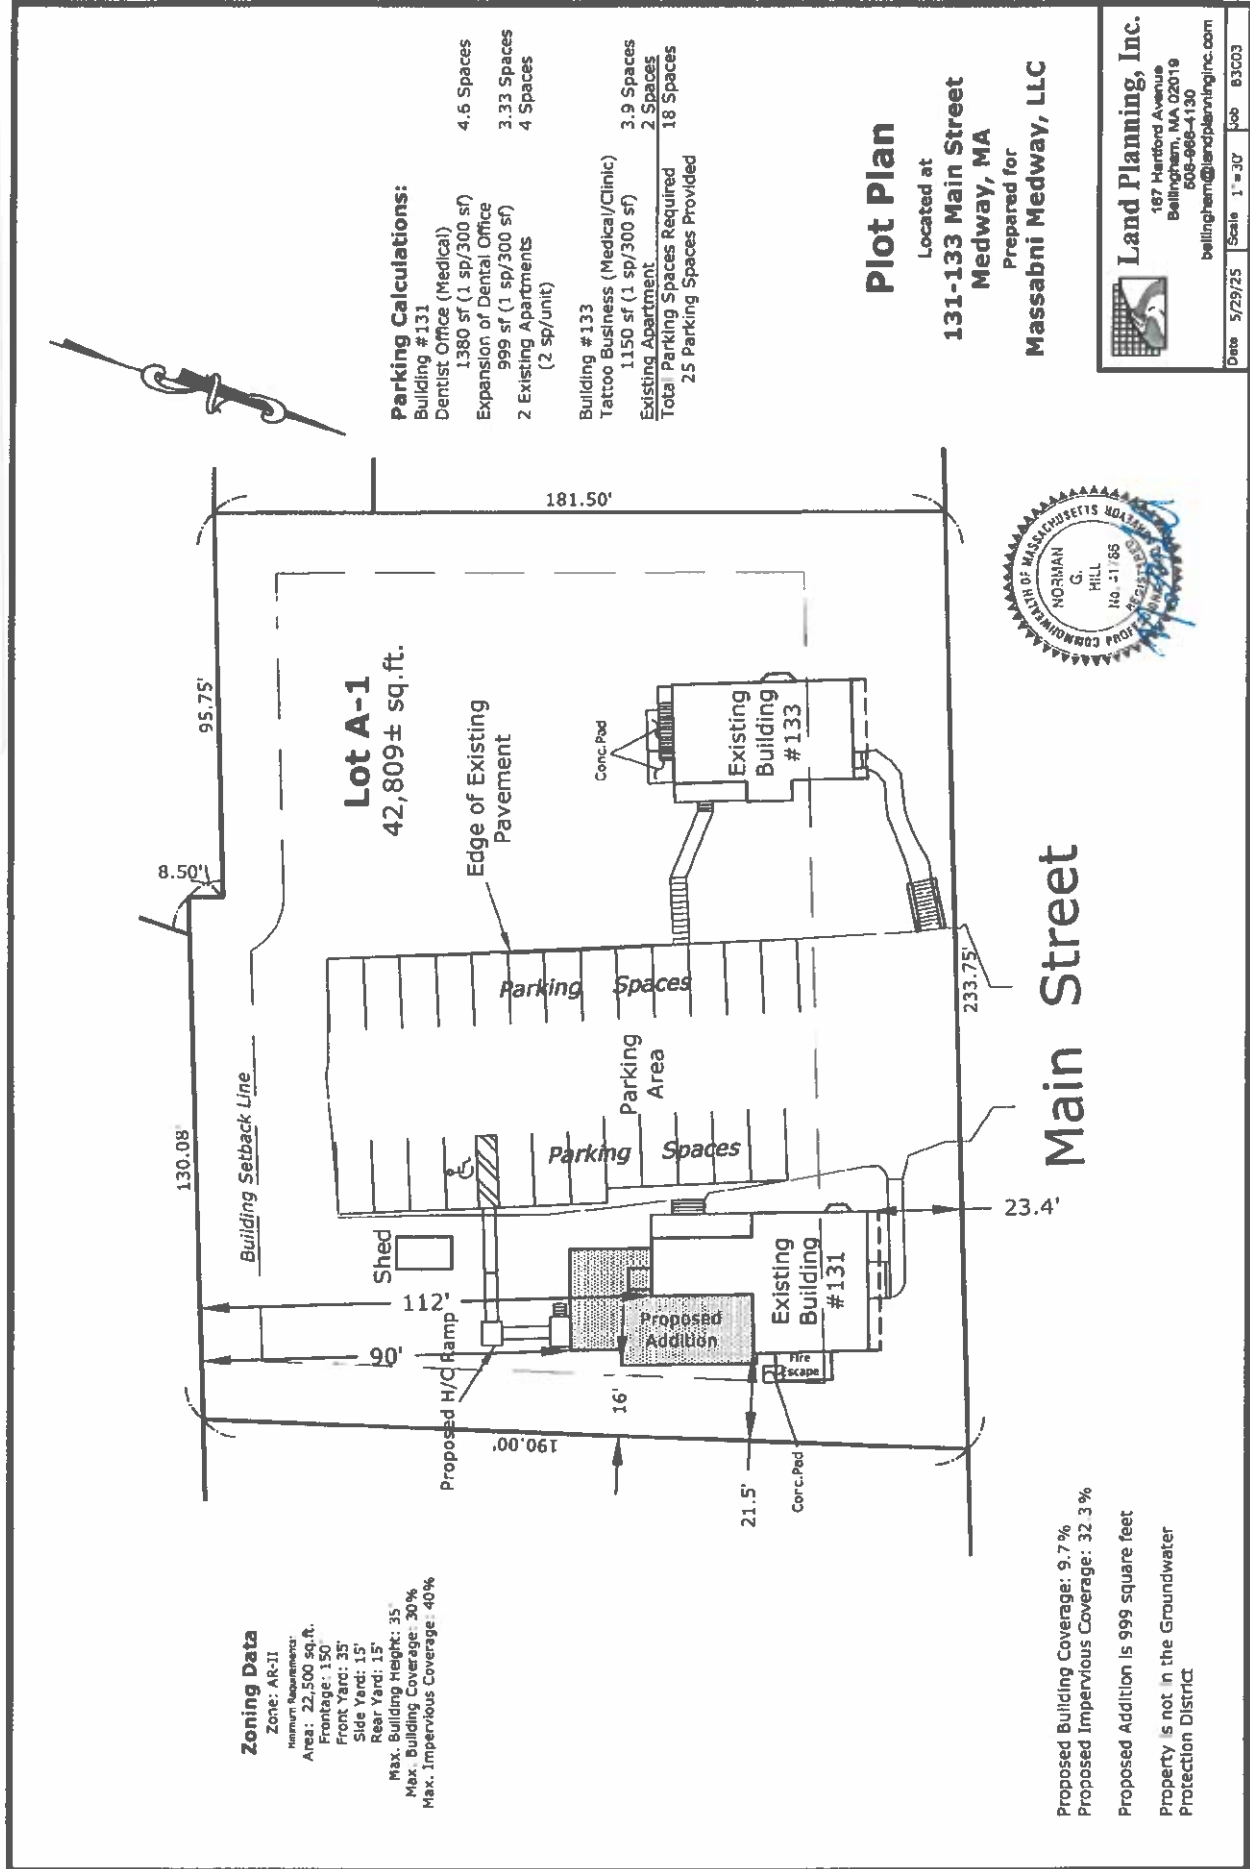 Zoning Data
Zone: AR-II
Minimum Requirements:
Area: 22,500 sq.ft.
Frontage: 150'
Front Yard: 35'
Side Yard: 15'
Rear Yard: 15'
Max. Building Height: 35'
Max. Building Coverage: 30%
Max. Impervious Coverage: 40%
Proposed Building Coverage: 9.7%
Proposed Impervious Coverage: 32.3%
Proposed Addition is 999 square feet
Property is not in the Groundwater
Protection District
130.08'
8.50'
95.75'
181.50'
190.00'
233.75'
Building Setback Line
Lot A-1
42,809± sq.ft.
Edge of Existing
Pavement
Shed
112'
90'
Proposed H/C Ramp
16'
21.5'
Conc.Pad
Proposed
Addition
Fire
Escape
Existing
Building
#131
23.4'
Parking Spaces
Parking
Area
Parking Spaces
Conc.Pad
Existing
Building
#133
Main Street
Parking Calculations:
Building #131
Dentist Office (Medical)
1380 sf (1 sp/300 sf) 4.6 Spaces
Expansion of Dental Office
999 sf (1 sp/300 sf) 3.33 Spaces
2 Existing Apartments 4 Spaces
(2 sp/unit)
Building #133
Tattoo Business (Medical/Clinic)
1150 sf (1 sp/300 sf) 3.9 Spaces
Existing Apartment 2 Spaces
Total Parking Spaces Required 18 Spaces
25 Parking Spaces Provided
COMMONWEALTH OF MASSACHUSETTS
NORMAN
G.
HILL
REGISTERED
Plot Plan
Located at
131-133 Main Street
Medway, MA
Prepared for
Massabni Medway, LLC
Land Planning, Inc.
167 Hartford Avenue
Bellingham, MA 02019
508-966-4130
bellingham@landplanninginc.com
Date 5/29/25 Scale 1"=30' Job B3C03